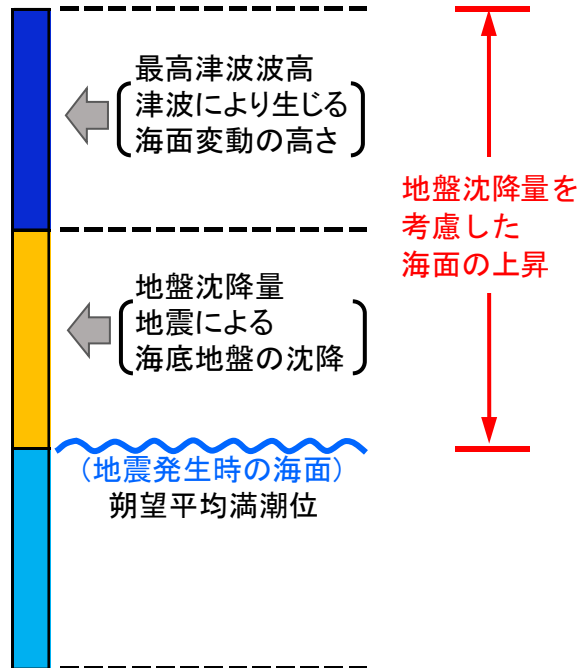 最高津波波高
津波により生じる
海面変動の高さ
地盤沈降量を
考慮した
海面の上昇
地盤沈降量
地震による
海底地盤の沈降
（地震発生時の海面）
朔望平均満潮位